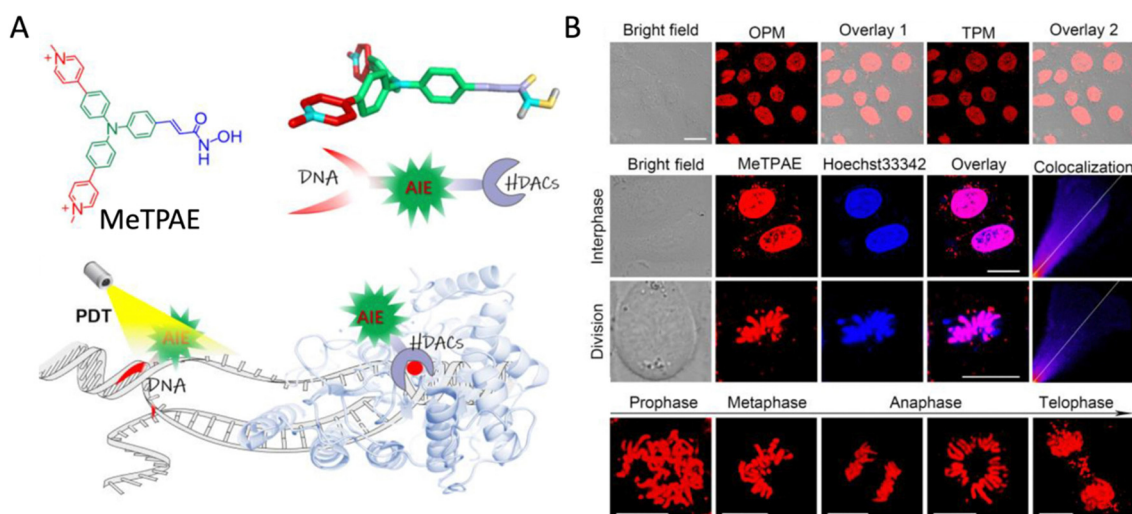 A
N
+
N
O
N
H
OH
+
N
MeTPAE
DNA
AIE
HDACs
PDT
AIE
DNA
AIE
HDACs
B
Bright field OPM Overlay 1 TPM Overlay 2
Bright field MeTPAE Hoechst33342 Overlay Colocalization
Interphase
Division
Prophase Metaphase Anaphase Telophase